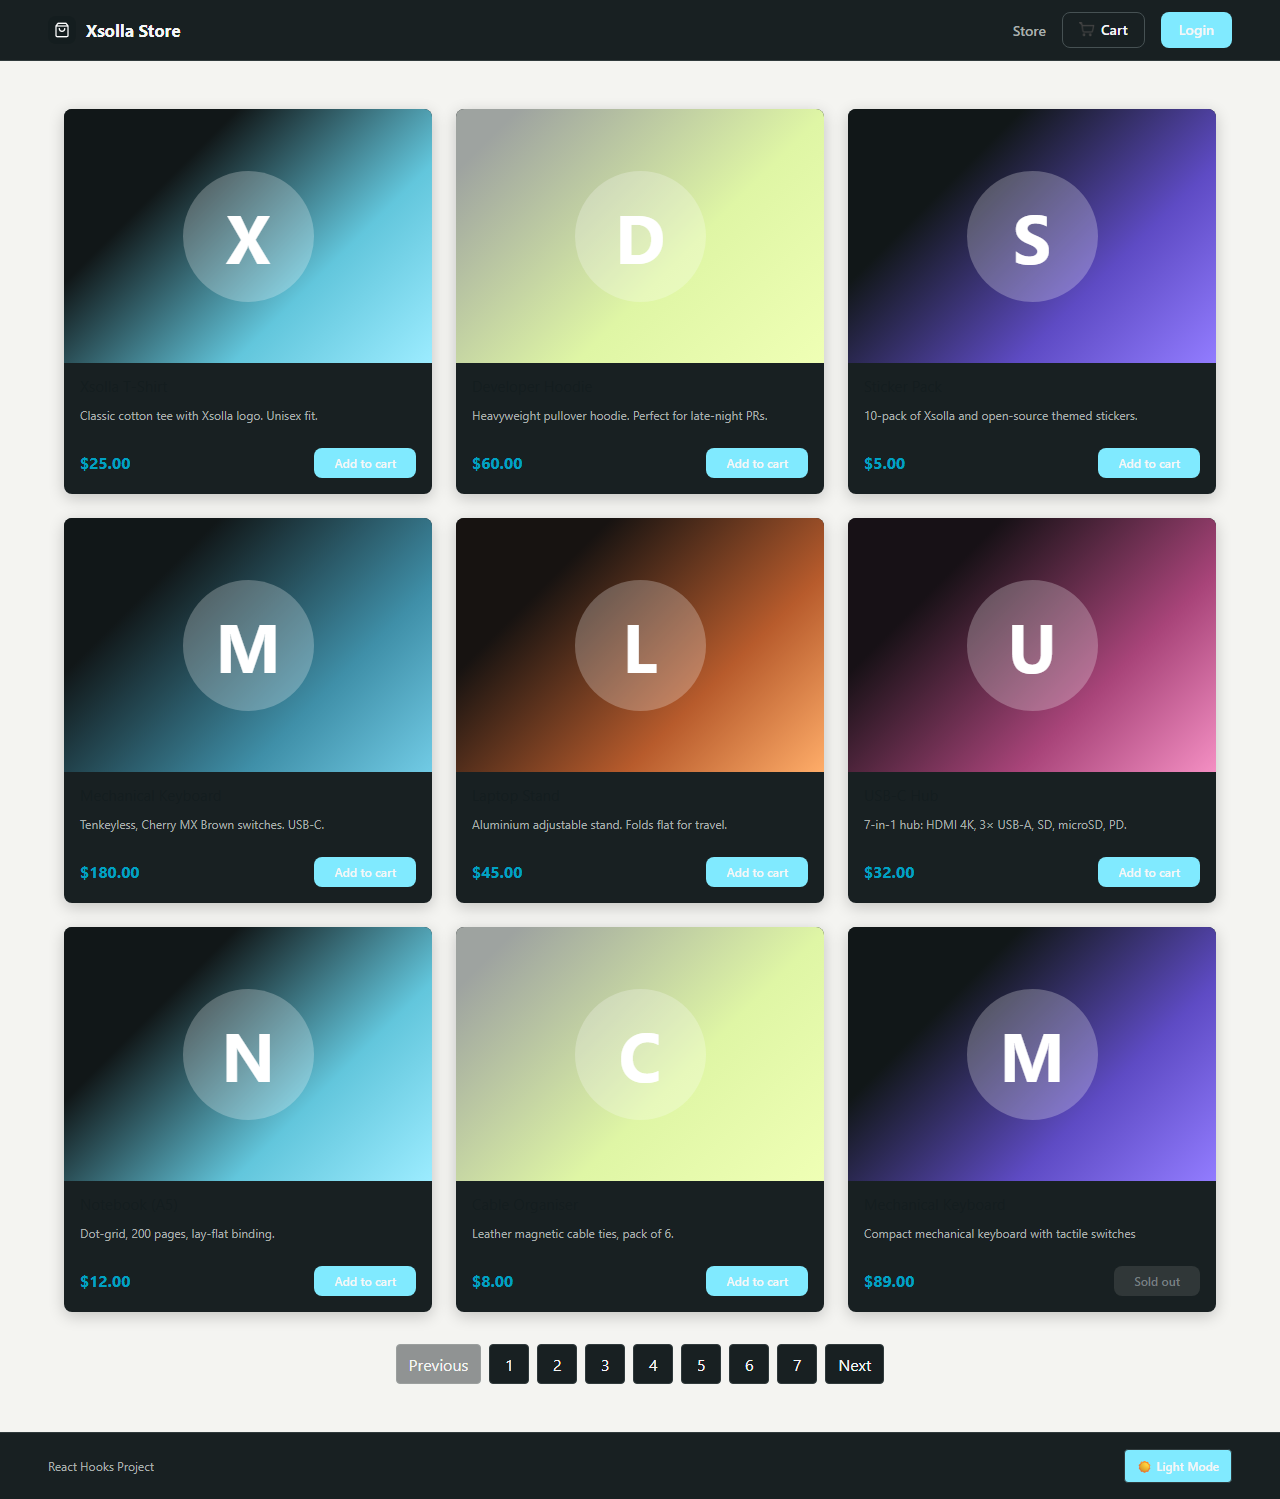 Xsolla Store
Store
Cart
Login
X
Classic cotton tee with Xsolla logo. Unisex fit.
$25.00
Add to cart
D
Heavyweight pullover hoodie. Perfect for late-night PRs.
$60.00
Add to cart
S
10-pack of Xsolla and open-source themed stickers.
$5.00
Add to cart
M
Tenkeyless, Cherry MX Brown switches. USB-C.
$180.00
Add to cart
L
Aluminium adjustable stand. Folds flat for travel.
$45.00
Add to cart
U
7-in-1 hub: HDMI 4K, 3× USB-A, SD, microSD, PD.
$32.00
Add to cart
N
Dot-grid, 200 pages, lay-flat binding.
$12.00
Add to cart
C
Leather magnetic cable ties, pack of 6.
$8.00
Add to cart
M
Compact mechanical keyboard with tactile switches
$89.00
Sold out
Previous 1 2 3 4 5 6 7 Next
React Hooks Project
Light Mode